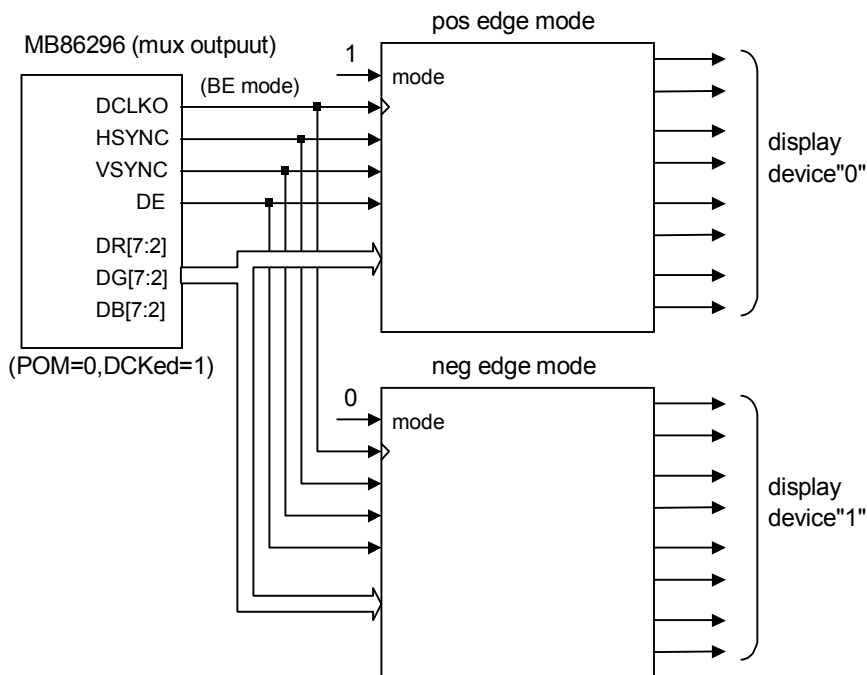 pos edge mode
MB86296 (mux outpuut)
1
mode
(BE mode)
DCLKO
HSYNC
VSYNC
DE
DR[7:2]
DG[7:2]
DB[7:2]
(POM=0,DCKed=1)
display
device"0"
neg edge mode
0
mode
display
device"1"